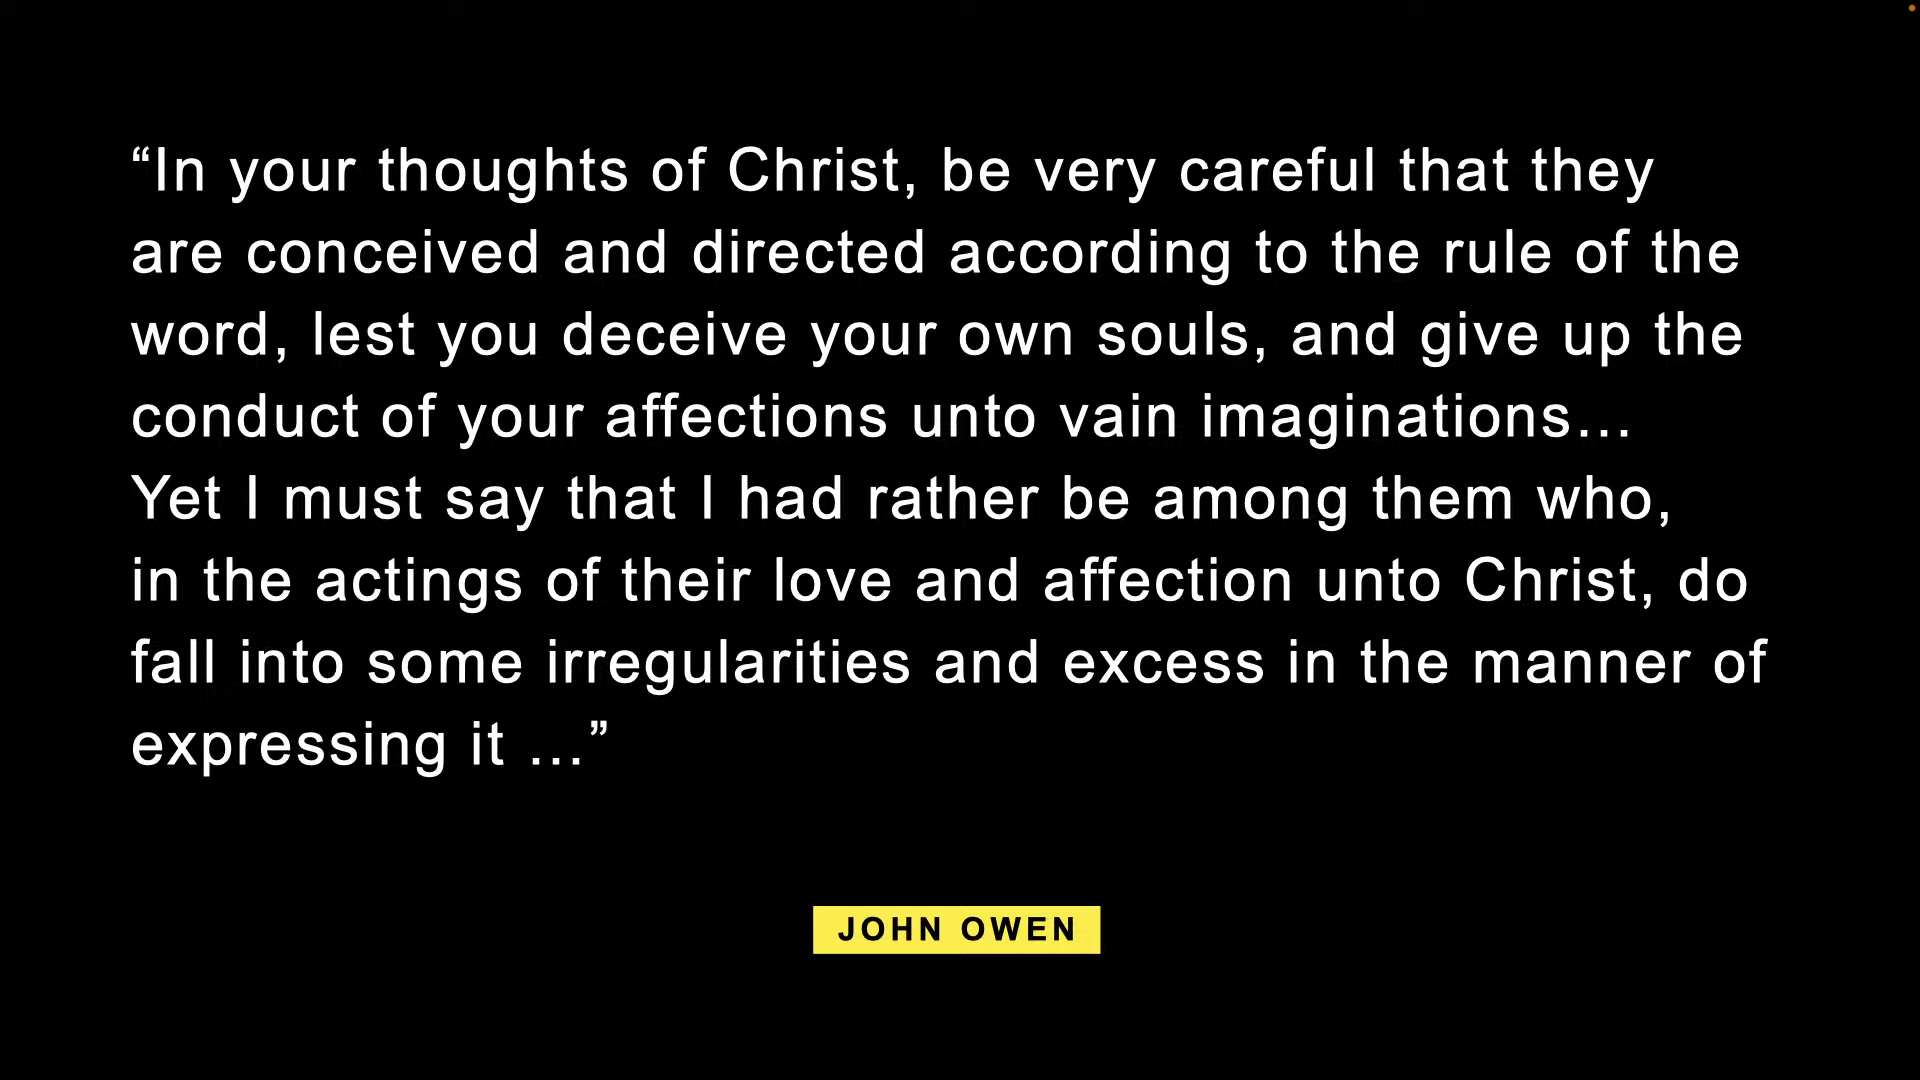 “In your thoughts of Christ, be very careful that they
are conceived and directed according to the rule of the
word, lest you deceive your own souls, and give up the
conduct of your affections unto vain imaginations…
Yet I must say that I had rather be among them who,
in the actings of their love and affection unto Christ, do
fall into some irregularities and excess in the manner of
expressing it …”
JOHN OWEN